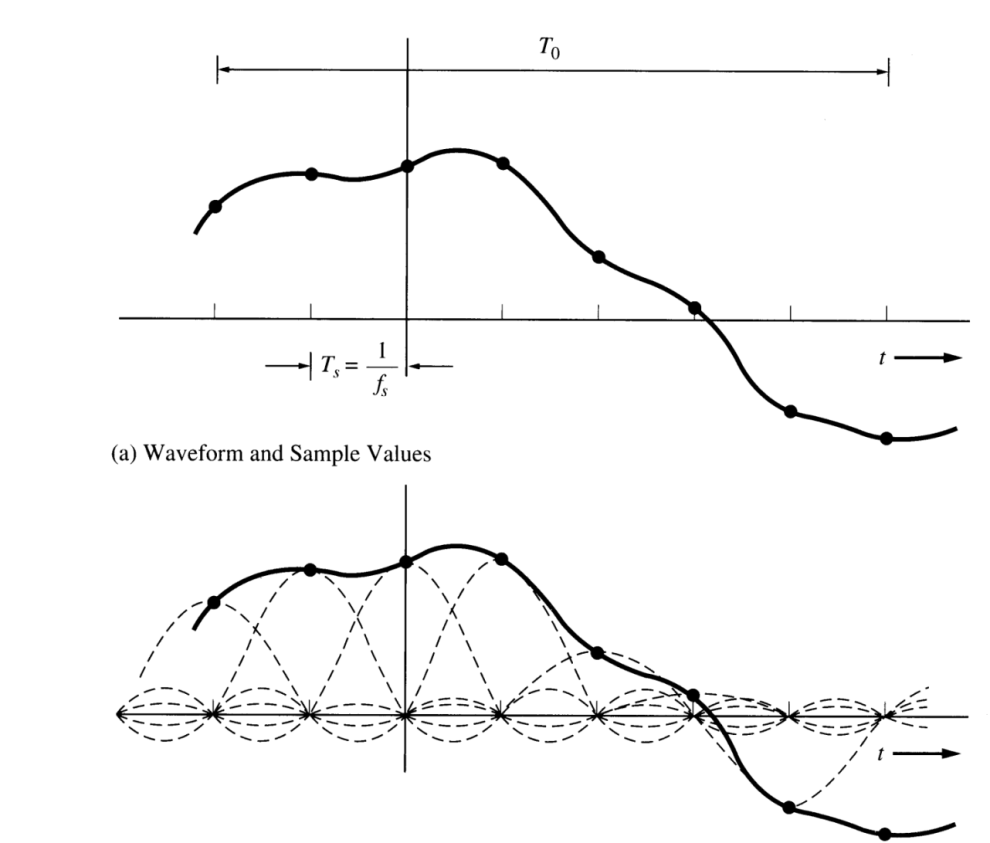 T₀
t
Tₛ = 1/fₛ
(a) Waveform and Sample Values
t